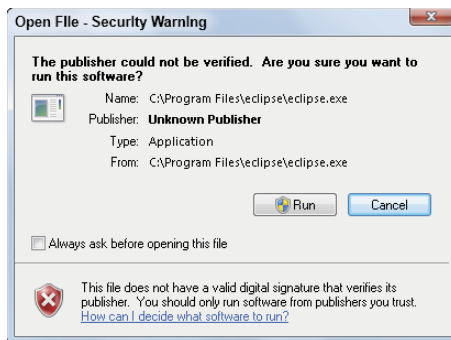 Open File - Security Warning
The publisher could not be verified.  Are you sure you want to
run this software?
Name: C:\Program Files\eclipse\eclipse.exe
Publisher: Unknown Publisher
Type: Application
From: C:\Program Files\eclipse\eclipse.exe
Run Cancel
Always ask before opening this file
This file does not have a valid digital signature that verifies its
publisher.  You should only run software from publishers you trust.
How can I decide what software to run?